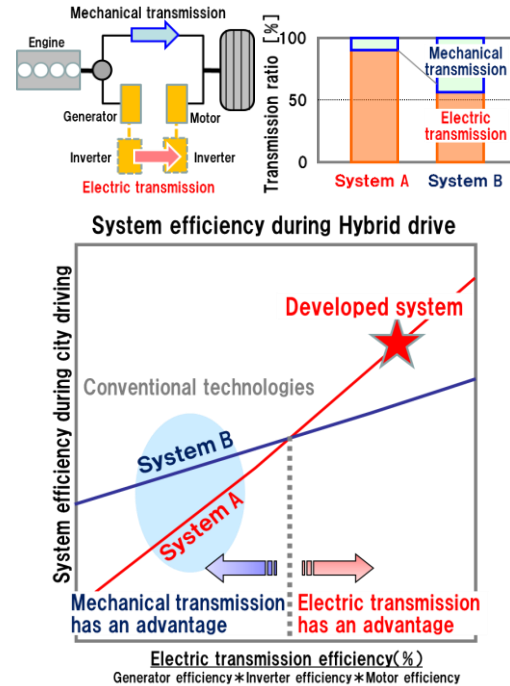 Mechanical transmission
Engine
Generator
Motor
Inverter
Inverter
Electric transmission
Transmission ratio [%]
100
50
0
Mechanical
transmission
Electric
transmission
System A
System B
System efficiency during Hybrid drive
System efficiency during city driving
Developed system
Conventional technologies
System B
System A
Mechanical transmission
has an advantage
Electric transmission
has an advantage
Electric transmission efficiency(%)
Generator efficiency*Inverter efficiency*Motor efficiency